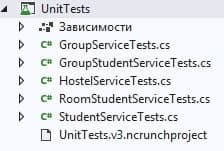 UnitTests
Зависимости
C# GroupServiceTests.cs
C# GroupStudentServiceTests.cs
C# HostelServiceTests.cs
C# RoomStudentServiceTests.cs
C# StudentServiceTests.cs
UnitTests.v3.ncrunchproject